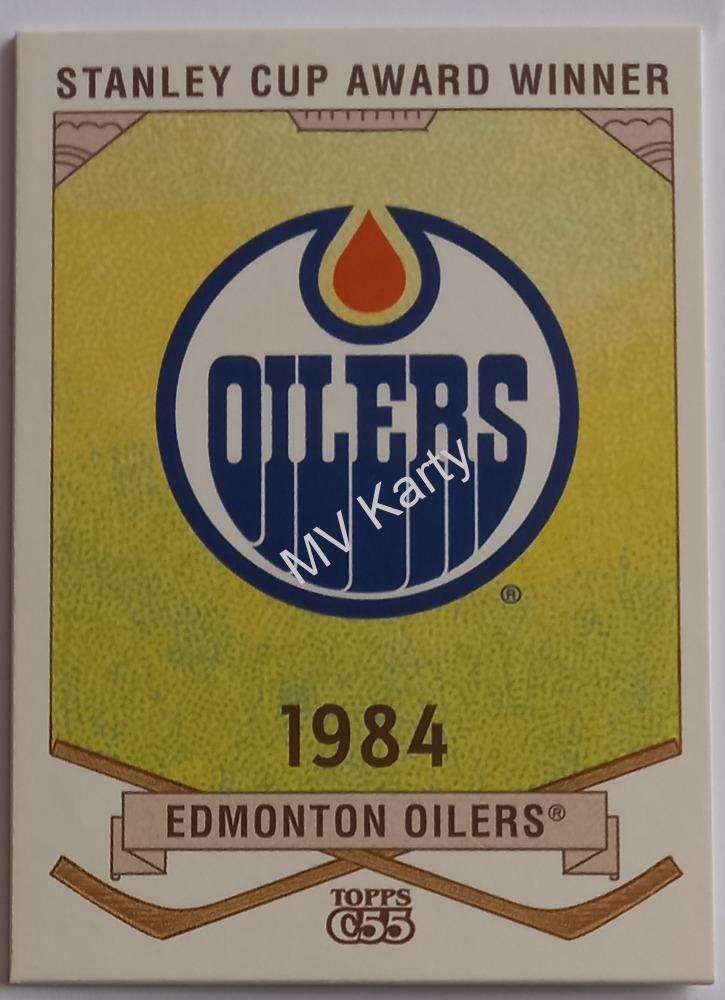 STANLEY CUP AWARD WINNER
OILERS
MV Karty
®
1984
EDMONTON OILERS®
TOPPS
C55